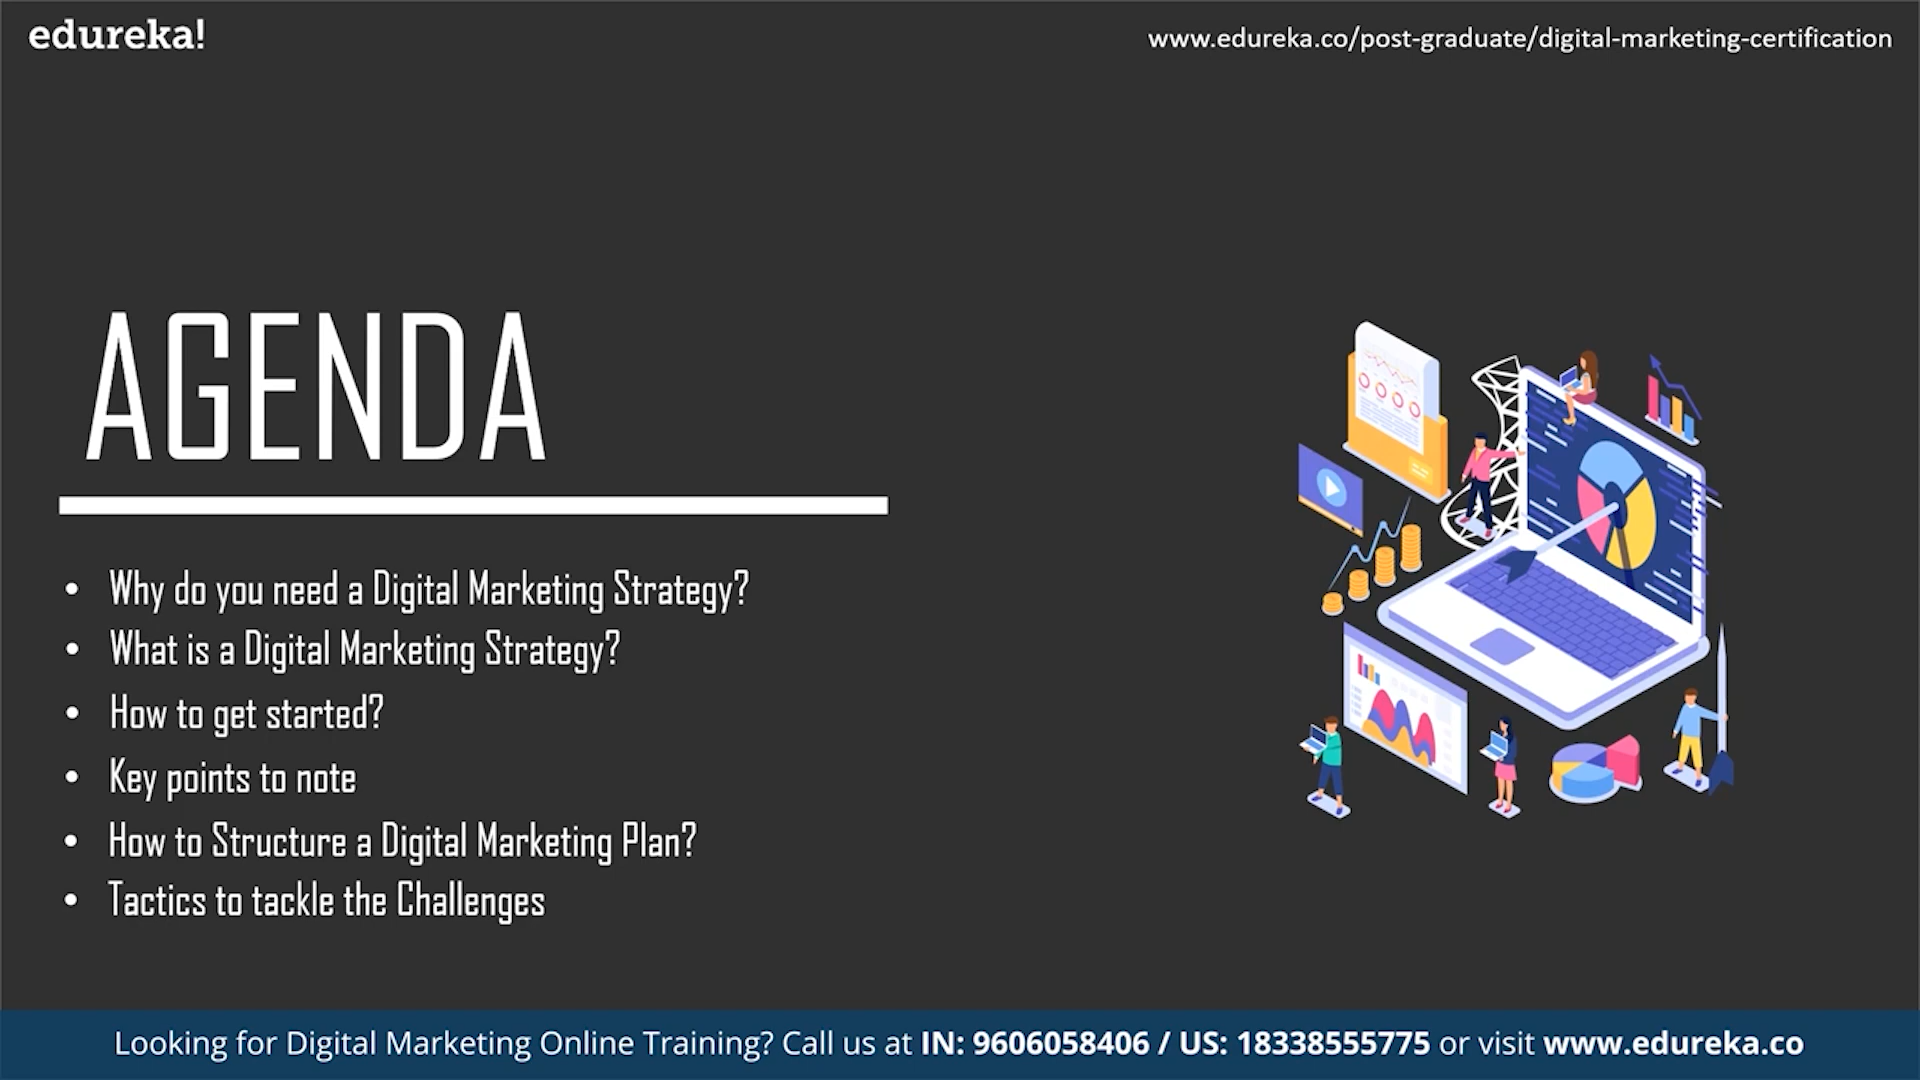 edureka!
www.edureka.co/post-graduate/digital-marketing-certification
AGENDA
• Why do you need a Digital Marketing Strategy?
• What is a Digital Marketing Strategy?
• How to get started?
• Key points to note
• How to Structure a Digital Marketing Plan?
• Tactics to tackle the Challenges
Looking for Digital Marketing Online Training? Call us at IN: 9606058406 / US: 18338555775 or visit www.edureka.co